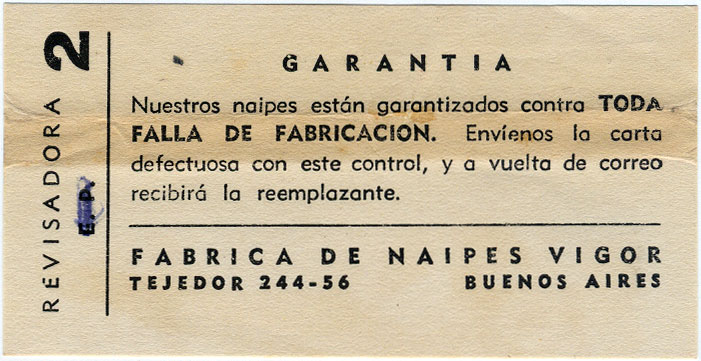 REVISADORA 2
E.P.
GARANTIA
Nuestros naipes están garantizados contra TODA
FALLA DE FABRICACION. Envíenos la carta
defectuosa con este control, y a vuelta de correo
recibirá la reemplazante.
FABRICA DE NAIPES VIGOR
TEJEDOR 244-56 BUENOS AIRES